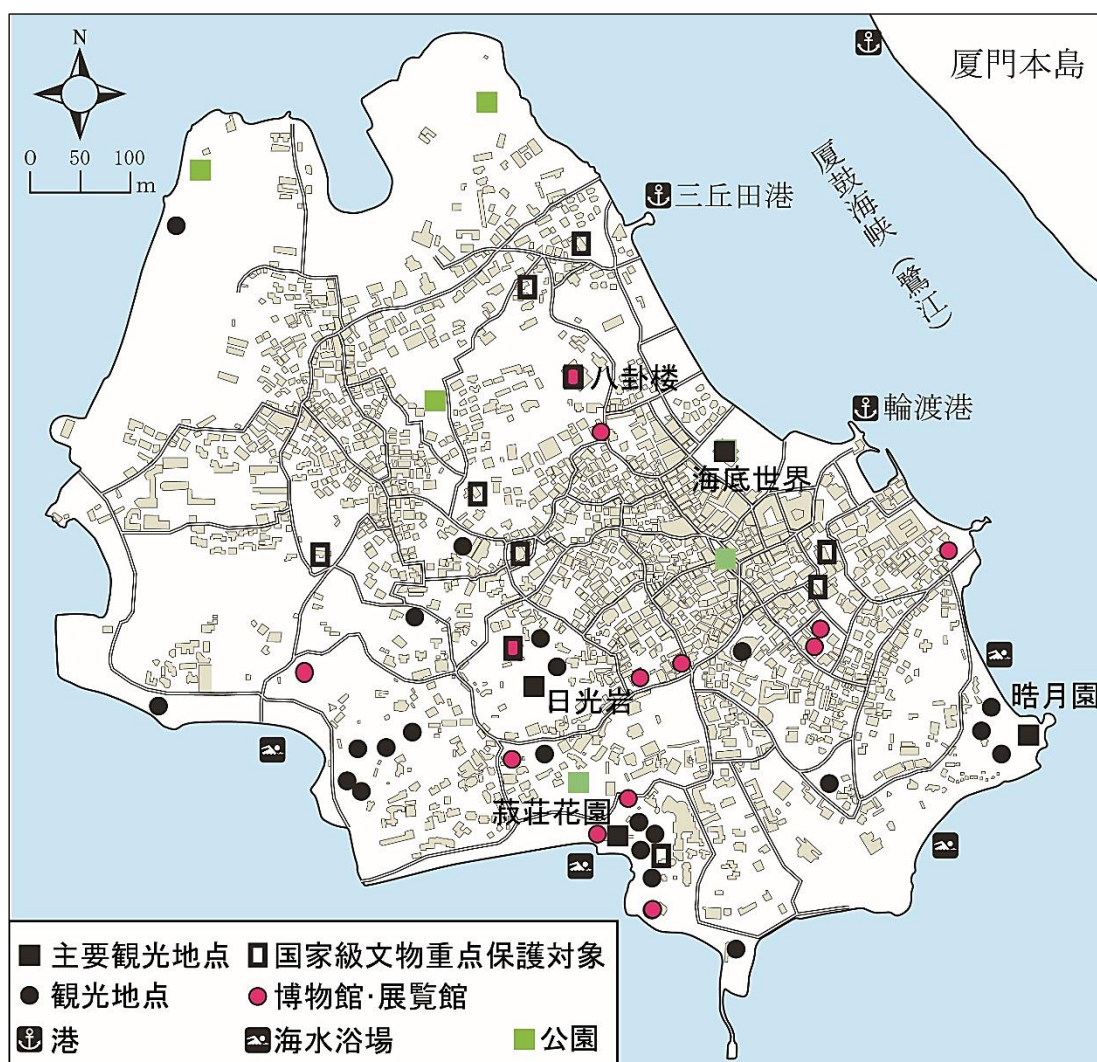 N
0 50 100
m
厦門本島
厦鼓海峡（鷺江）
三丘田港
八卦楼
輪渡港
海底世界
日光岩
晧月園
菽荘花園
主要観光地点
国家級文物重点保護対象
観光地点
博物館・展覧館
港
海水浴場
公園